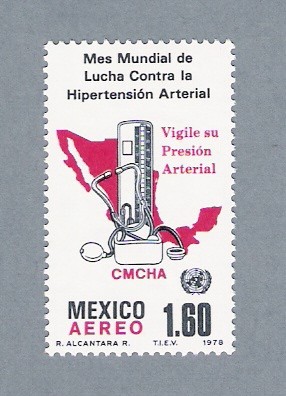 Mes Mundial de
Lucha Contra la
Hipertensión Arterial
Vigile su
Presión
Arterial
CMCHA
MEXICO
AEREO
1.60
R. ALCANTARA R. T.I.E.V. 1978